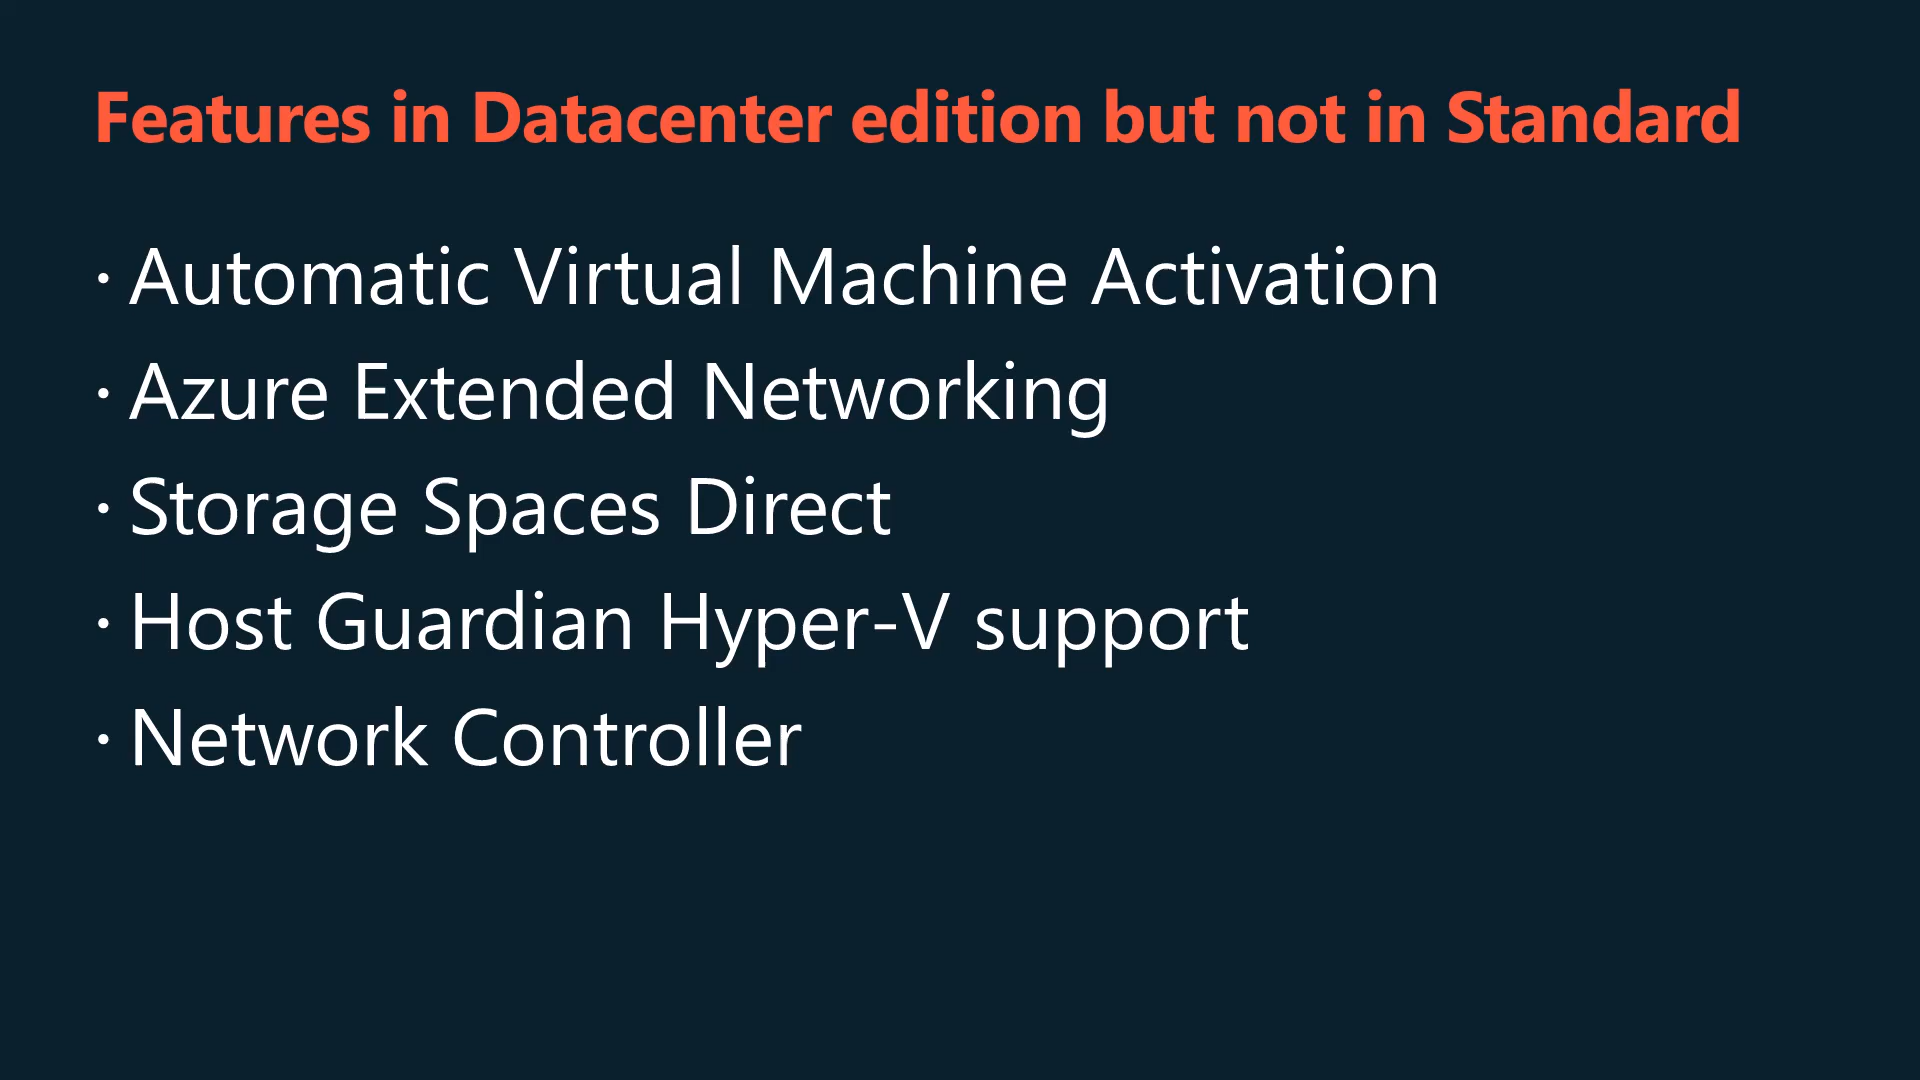 Features in Datacenter edition but not in Standard
· Automatic Virtual Machine Activation
· Azure Extended Networking
· Storage Spaces Direct
· Host Guardian Hyper-V support
· Network Controller